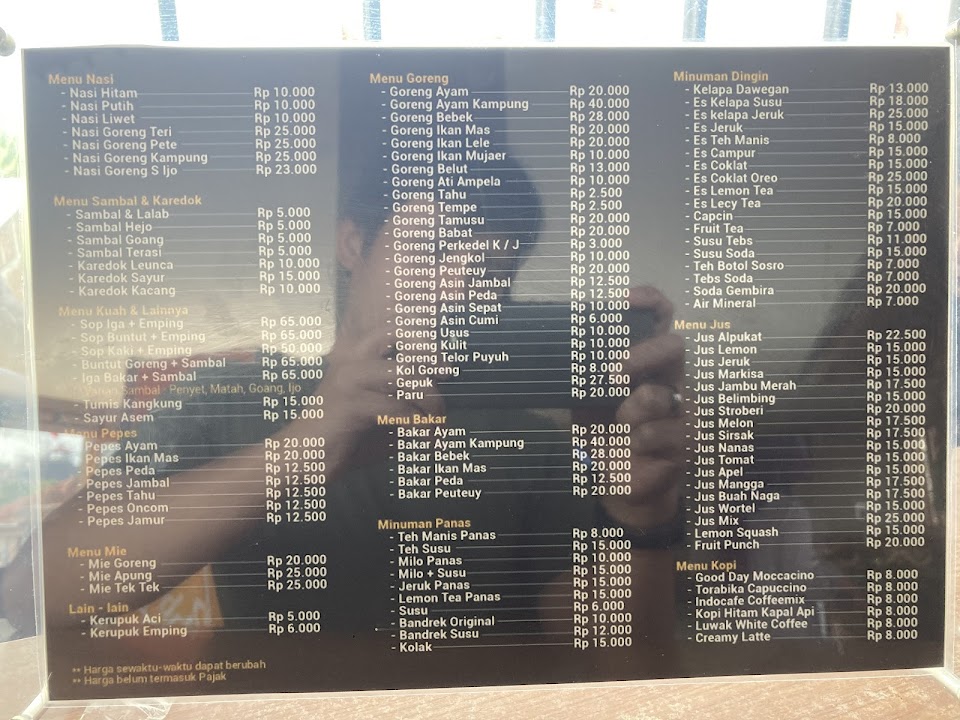 Menu Nasi
- Nasi Hitam Rp 10.000
- Nasi Putih Rp 10.000
- Nasi Liwet Rp 10.000
- Nasi Goreng Teri Rp 25.000
- Nasi Goreng Pete Rp 25.000
- Nasi Goreng Kampung Rp 25.000
- Nasi Goreng S Ijo Rp 23.000
Menu Sambal & Karedok
- Sambal & Lalab Rp 5.000
- Sambal Hejo Rp 5.000
- Sambal Goang Rp 5.000
- Sambal Terasi Rp 5.000
- Karedok Leunca Rp 10.000
- Karedok Sayur Rp 15.000
- Karedok Kacang Rp 10.000
Menu Kuah & Lainnya
- Sop Iga + Emping Rp 65.000
- Sop Buntut + Emping Rp 65.000
- Sop Kaki + Emping Rp 50.000
- Buntut Goreng + Sambal Rp 65.000
- Iga Bakar + Sambal Rp 65.000
Varian Sambal : Penyet, Matah, Goang, Ijo
- Tumis Kangkung Rp 15.000
- Sayur Asem Rp 15.000
Menu Pepes
- Pepes Ayam Rp 20.000
- Pepes Ikan Mas Rp 20.000
- Pepes Peda Rp 12.500
- Pepes Jambal Rp 12.500
- Pepes Tahu Rp 12.500
- Pepes Oncom Rp 12.500
- Pepes Jamur Rp 12.500
Menu Mie
- Mie Goreng Rp 20.000
- Mie Apung Rp 25.000
- Mie Tek Tek Rp 25.000
Lain - lain
- Kerupuk Aci Rp 5.000
- Kerupuk Emping Rp 6.000
** Harga sewaktu-waktu dapat berubah
** Harga belum termasuk Pajak
Menu Goreng
- Goreng Ayam Rp 20.000
- Goreng Ayam Kampung Rp 40.000
- Goreng Bebek Rp 28.000
- Goreng Ikan Mas Rp 20.000
- Goreng Ikan Lele Rp 20.000
- Goreng Ikan Mujaer Rp 10.000
- Goreng Belut Rp 13.000
- Goreng Ati Ampela Rp 10.000
- Goreng Tahu Rp 2.500
- Goreng Tempe Rp 2.500
- Goreng Tamusu Rp 20.000
- Goreng Babat Rp 20.000
- Goreng Perkedel K / J Rp 3.000
- Goreng Jengkol Rp 10.000
- Goreng Peuteuy Rp 20.000
- Goreng Asin Jambal Rp 12.500
- Goreng Asin Peda Rp 12.500
- Goreng Asin Sepat Rp 10.000
- Goreng Asin Cumi Rp 6.000
- Goreng Usus Rp 10.000
- Goreng Kulit Rp 10.000
- Goreng Telor Puyuh Rp 10.000
- Kol Goreng Rp 8.000
- Gepuk Rp 27.500
- Paru Rp 20.000
Menu Bakar
- Bakar Ayam Rp 20.000
- Bakar Ayam Kampung Rp 40.000
- Bakar Bebek Rp 28.000
- Bakar Ikan Mas Rp 20.000
- Bakar Peda Rp 12.500
- Bakar Peuteuy Rp 20.000
Minuman Panas
- Teh Manis Panas Rp 8.000
- Teh Susu Rp 15.000
- Milo Panas Rp 10.000
- Milo + Susu Rp 15.000
- Jeruk Panas Rp 15.000
- Lemon Tea Panas Rp 15.000
- Susu Rp 6.000
- Bandrek Original Rp 10.000
- Bandrek Susu Rp 12.000
- Kolak Rp 15.000
Minuman Dingin
- Kelapa Dawegan Rp 13.000
- Es Kelapa Susu Rp 18.000
- Es kelapa Jeruk Rp 25.000
- Es Jeruk Rp 15.000
- Es Teh Manis Rp 8.000
- Es Campur Rp 15.000
- Es Coklat Rp 15.000
- Es Coklat Oreo Rp 25.000
- Es Lemon Tea Rp 15.000
- Es Lecy Tea Rp 20.000
- Capcin Rp 15.000
- Fruit Tea Rp 7.000
- Susu Tebs Rp 11.000
- Susu Soda Rp 15.000
- Teh Botol Sosro Rp 7.000
- Tebs Soda Rp 7.000
- Soda Gembira Rp 20.000
- Air Mineral Rp 7.000
Menu Jus
- Jus Alpukat Rp 22.500
- Jus Lemon Rp 15.000
- Jus Jeruk Rp 15.000
- Jus Markisa Rp 15.000
- Jus Jambu Merah Rp 17.500
- Jus Belimbing Rp 15.000
- Jus Stroberi Rp 20.000
- Jus Melon Rp 17.500
- Jus Sirsak Rp 17.500
- Jus Nanas Rp 15.000
- Jus Tomat Rp 15.000
- Jus Apel Rp 15.000
- Jus Mangga Rp 17.500
- Jus Buah Naga Rp 17.500
- Jus Wortel Rp 15.000
- Jus Mix Rp 25.000
- Lemon Squash Rp 15.000
- Fruit Punch Rp 20.000
Menu Kopi
- Good Day Moccacino Rp 8.000
- Torabika Capuccino Rp 8.000
- Indocafe Coffeemix Rp 8.000
- Kopi Hitam Kapal Api Rp 8.000
- Luwak White Coffee Rp 8.000
- Creamy Latte Rp 8.000